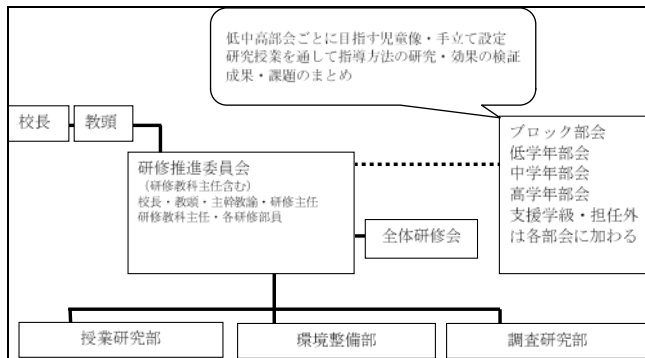 低中高部会ごとに目指す児童像・手立て設定
研究授業を通して指導方法の研究・効果の検証
成果・課題のまとめ
校長
教頭
研修推進委員会
（研修教科主任含む）
校長・教頭・主幹教諭・研修主任
研修教科主任・各研修部員
全体研修会
ブロック部会
低学年部会
中学年部会
高学年部会
支援学級・担任外
は各部会に加わる
授業研究部
環境整備部
調査研究部